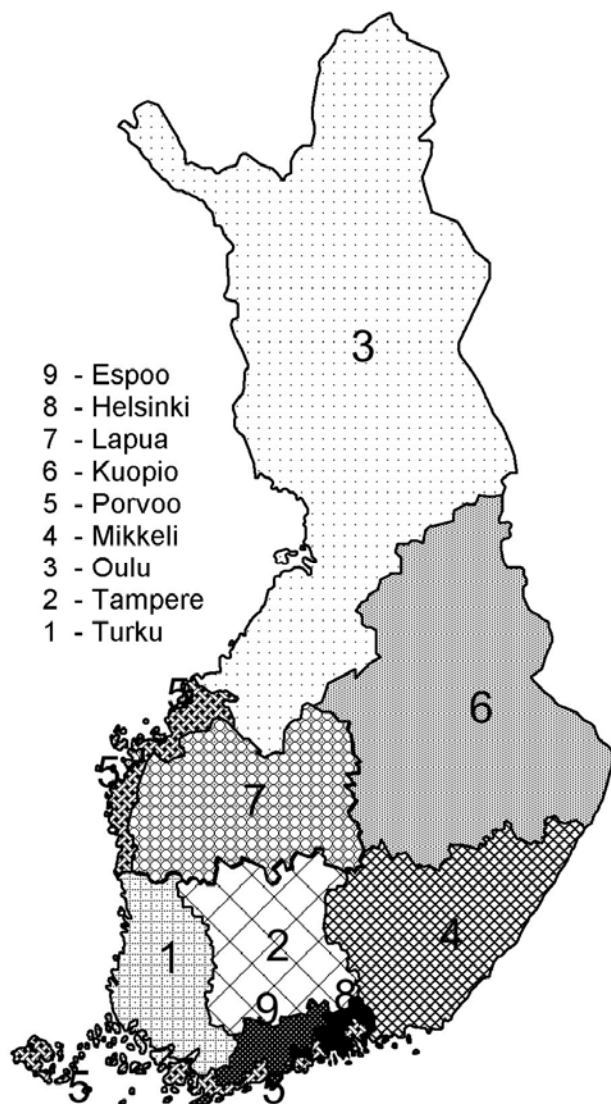 3
9 - Espoo
8 - Helsinki
7 - Lapua
6 - Kuopio
5 - Porvoo
4 - Mikkeli
3 - Oulu
2 - Tampere
1 - Turku
5
6
5
7
4
1
2
9
8
5
5